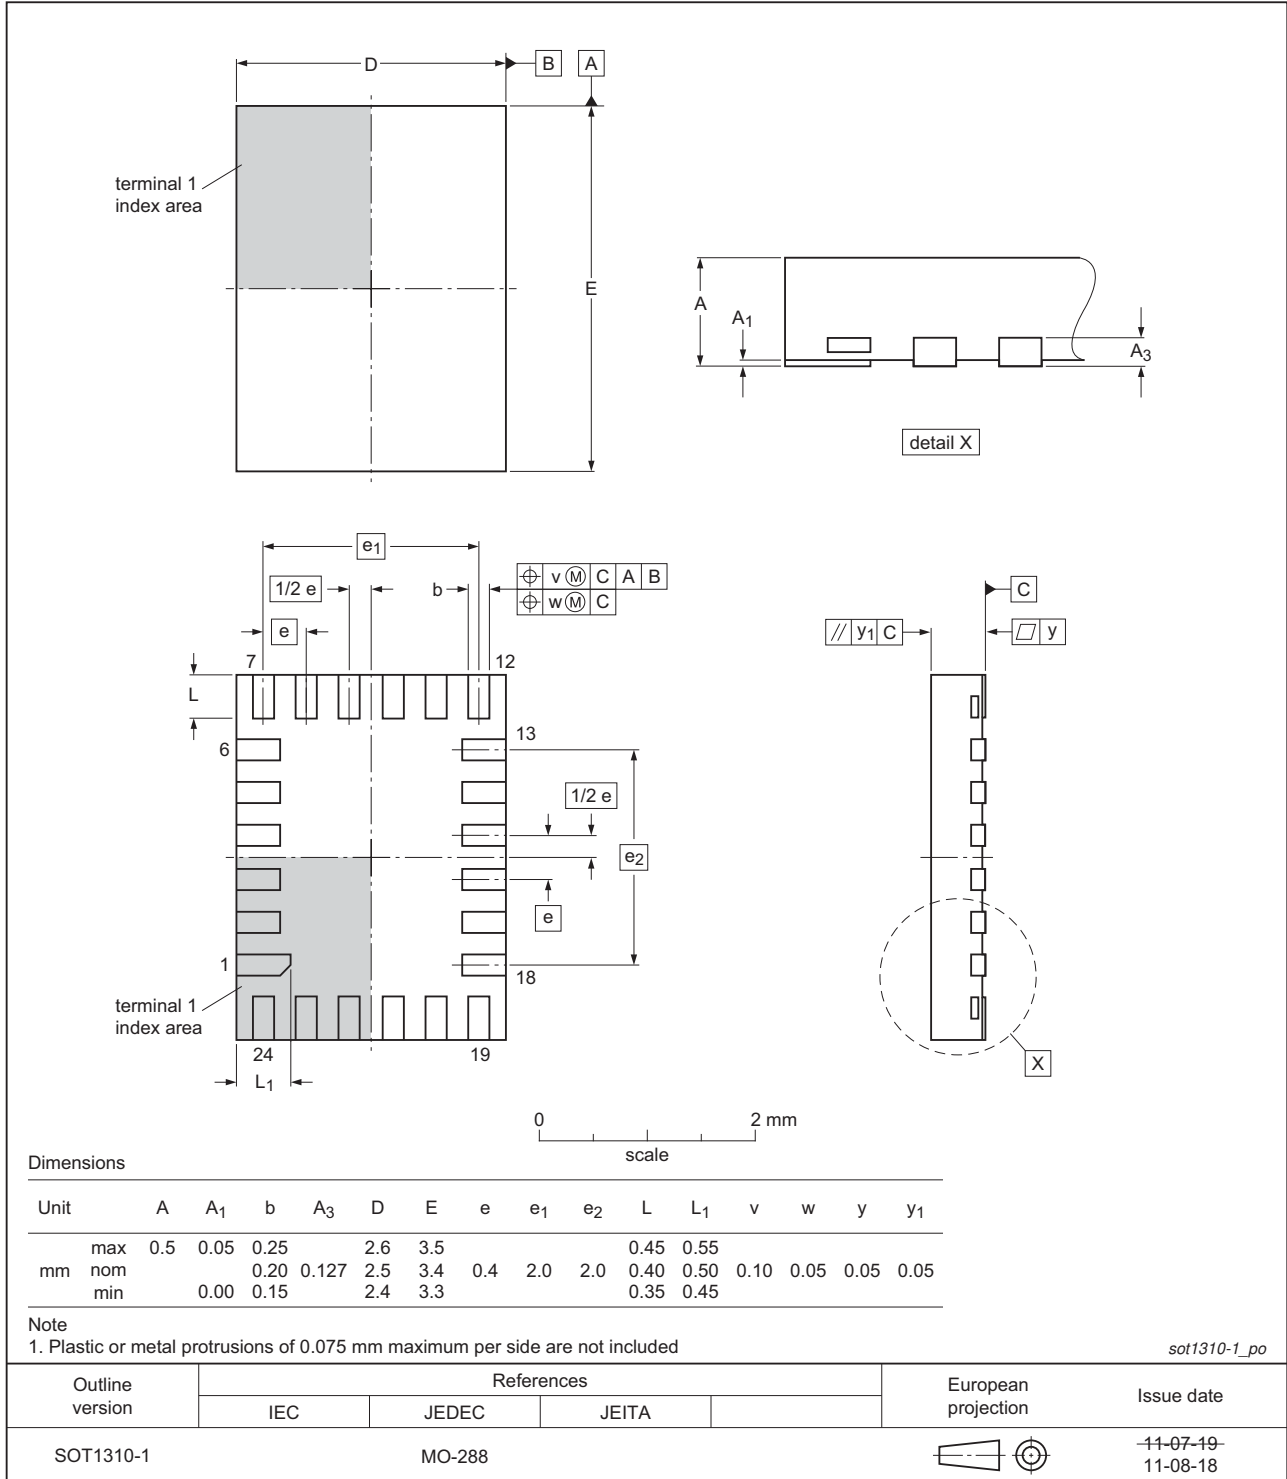 D
B
A
terminal 1
index area
E
A
A1
A3
detail X
e1
1/2 e
b
v M C A B
w M C
e
7
12
L
6
13
1/2 e
e2
e
1
18
terminal 1
index area
24
19
L1
C
// y1 C
y
X
0
2 mm
scale
Dimensions
Unit A A1 b A3 D E e e1 e2 L L1 v w y y1
max 0.5 0.05 0.25 2.6 3.5 0.45 0.55
mm nom 0.20 0.127 2.5 3.4 0.4 2.0 2.0 0.40 0.50 0.10 0.05 0.05 0.05
min 0.00 0.15 2.4 3.3 0.35 0.45
Note
1. Plastic or metal protrusions of 0.075 mm maximum per side are not included
sot1310-1_po
Outline
version
References
IEC JEDEC JEITA
European
projection
Issue date
SOT1310-1
MO-288
11-07-19
11-08-18